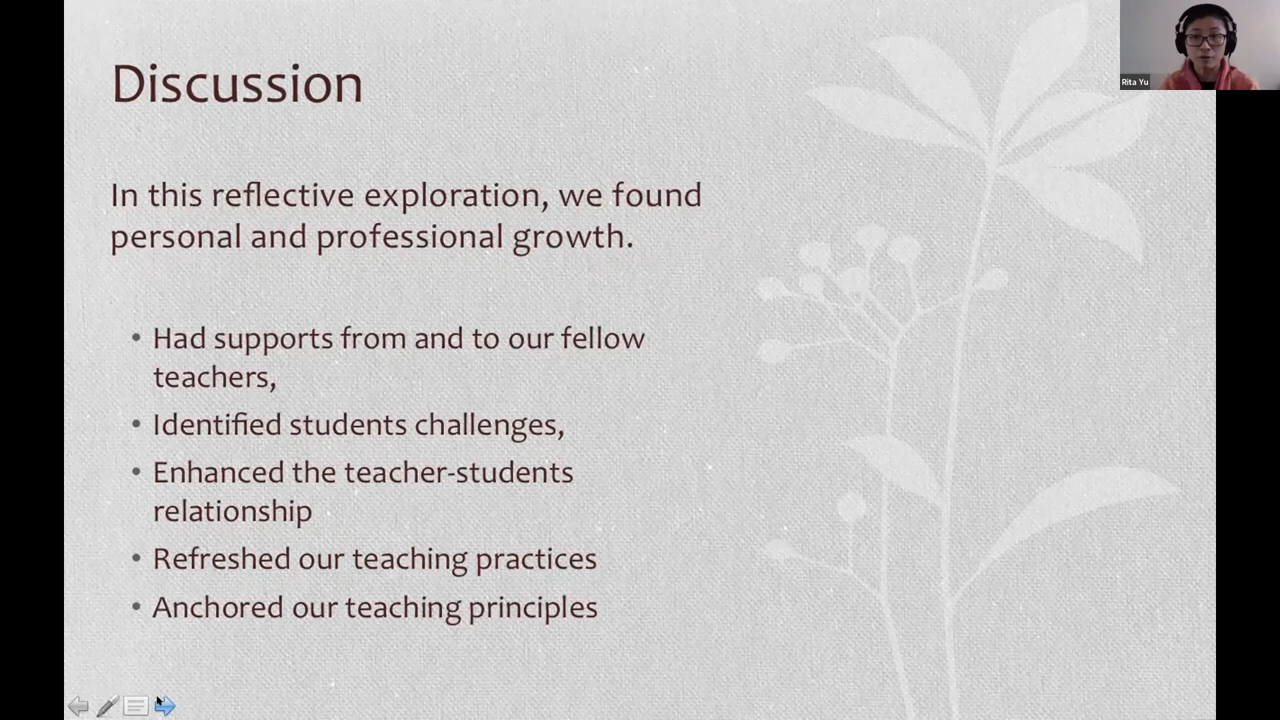 Discussion
Rita Yu
In this reflective exploration, we found
personal and professional growth.
• Had supports from and to our fellow
teachers,
• Identified students challenges,
• Enhanced the teacher-students
relationship
• Refreshed our teaching practices
• Anchored our teaching principles